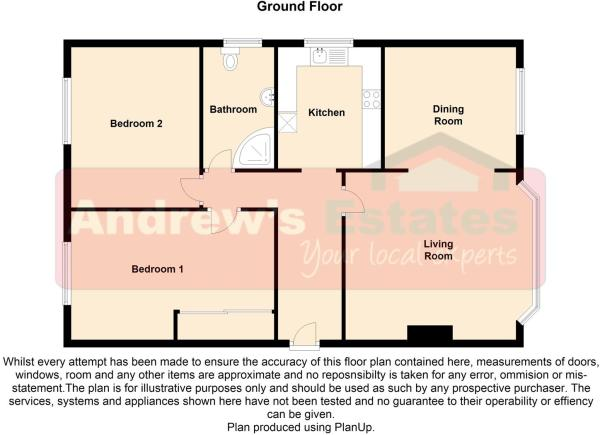 Ground Floor
Bedroom 2
Bathroom
Kitchen
Dining
Room
Andrew's Estates
Your local experts
Living
Room
Bedroom 1
Whilst every attempt has been made to ensure the accuracy of this floor plan contained here, measurements of doors,
windows, room and any other items are approximate and no reponsnibilty is taken for any error, ommision or mis-
statement.The plan is for illustrative purposes only and should be used as such by any prospective purchaser. The
services, systems and appliances shown here have not been tested and no guarantee to their operability or effiency
can be given.
Plan produced using PlanUp.